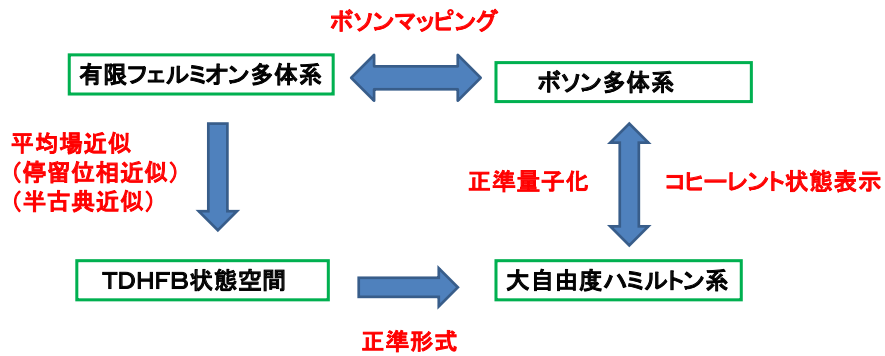 ボソンマッピング
有限フェルミオン多体系
ボソン多体系
平均場近似
（停留位相近似）
（半古典近似）
正準量子化
コヒーレント状態表示
ＴＤＨＦＢ状態空間
大自由度ハミルトン系
正準形式